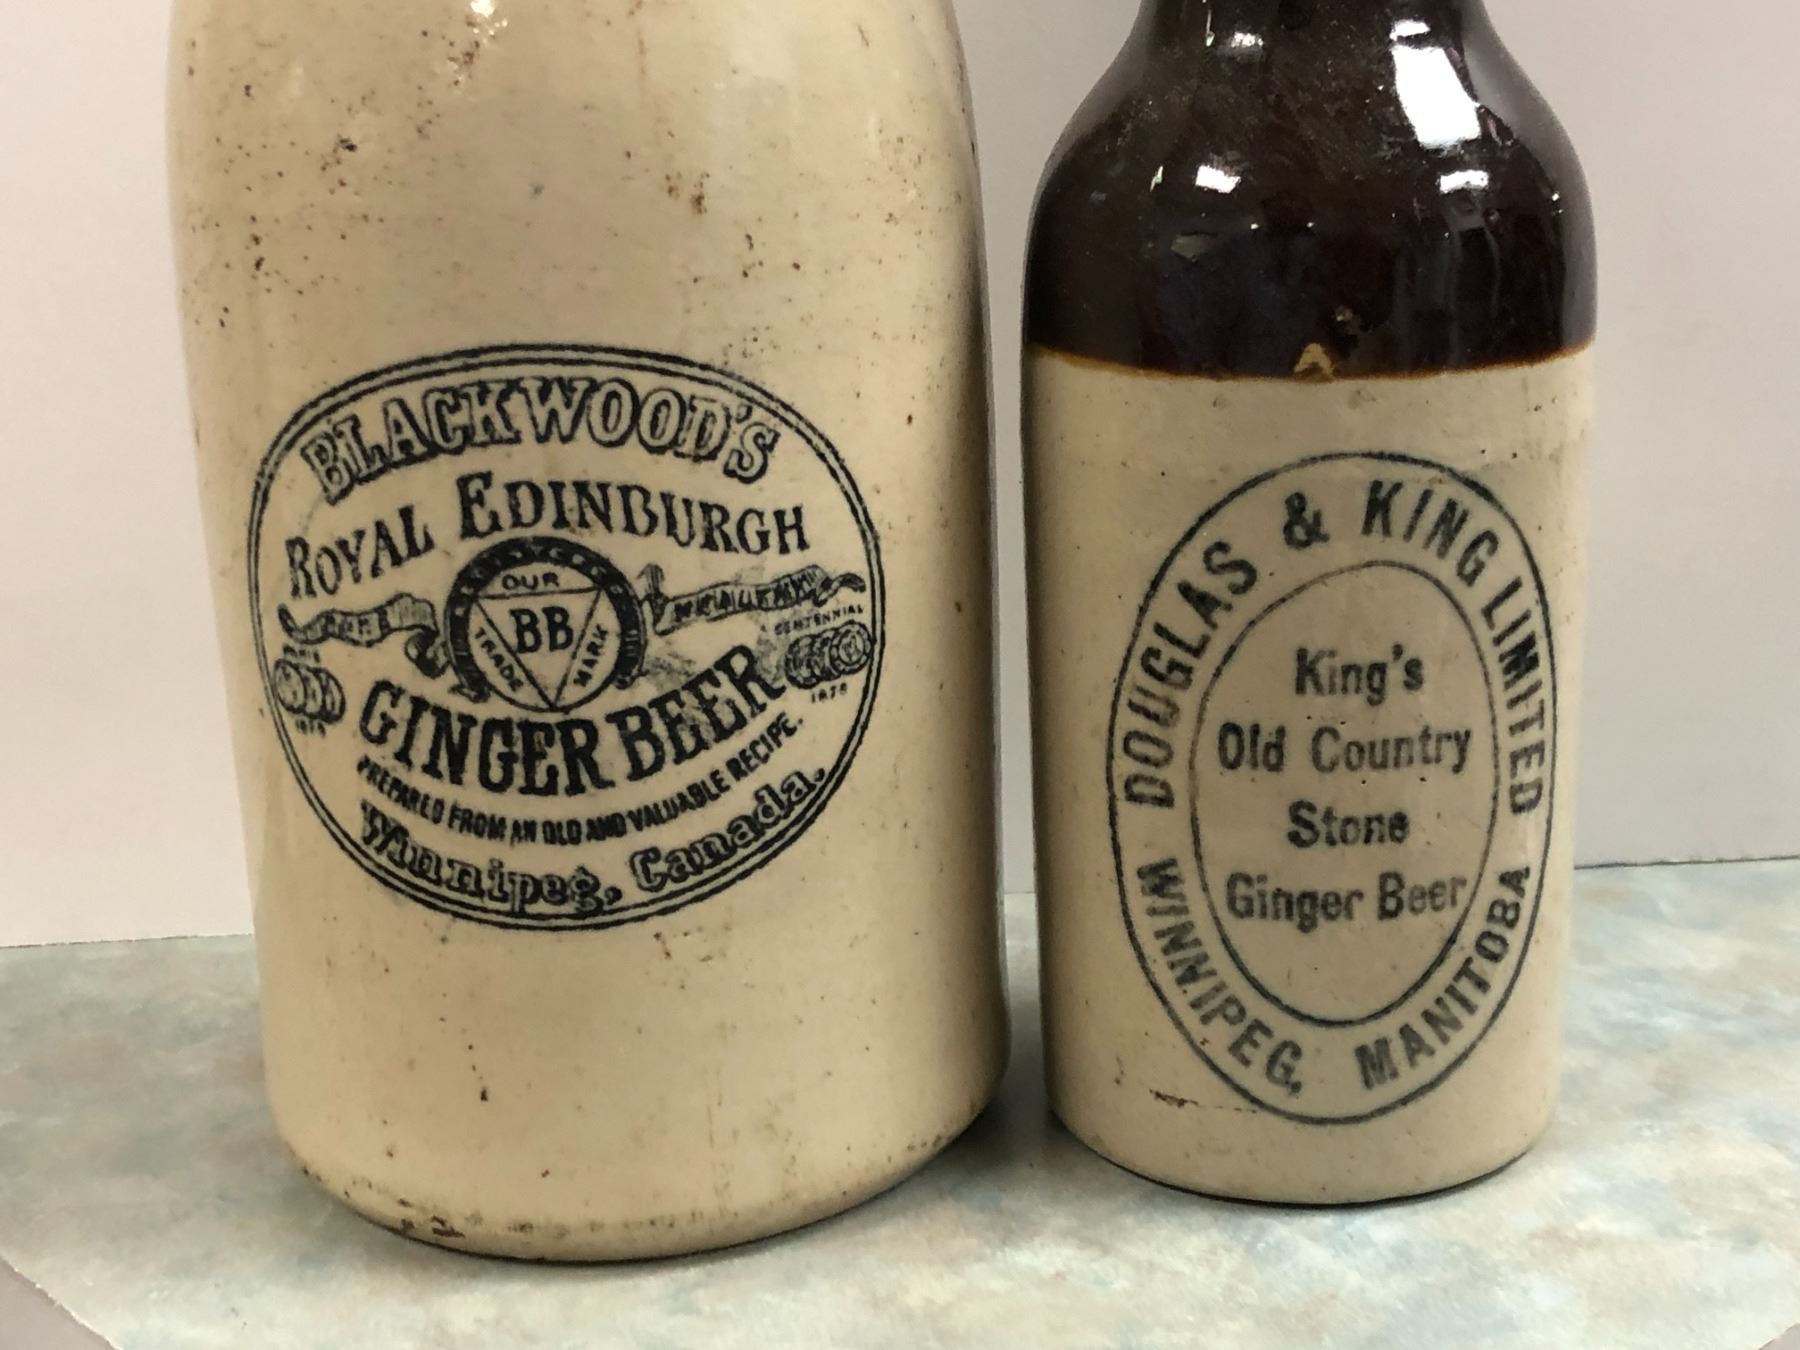 BLACKWOOD'S
ROYAL EDINBURGH
OUR
BB
TRADE MARK
CENTENNIAL
1876
GINGER BEER
PREPARED FROM AN OLD AND VALUABLE RECIPE.
Winnipeg, Canada.
DOUGLAS & KING LIMITED
King's
Old Country
Stone
Ginger Beer
WINNIPEG, MANITOBA